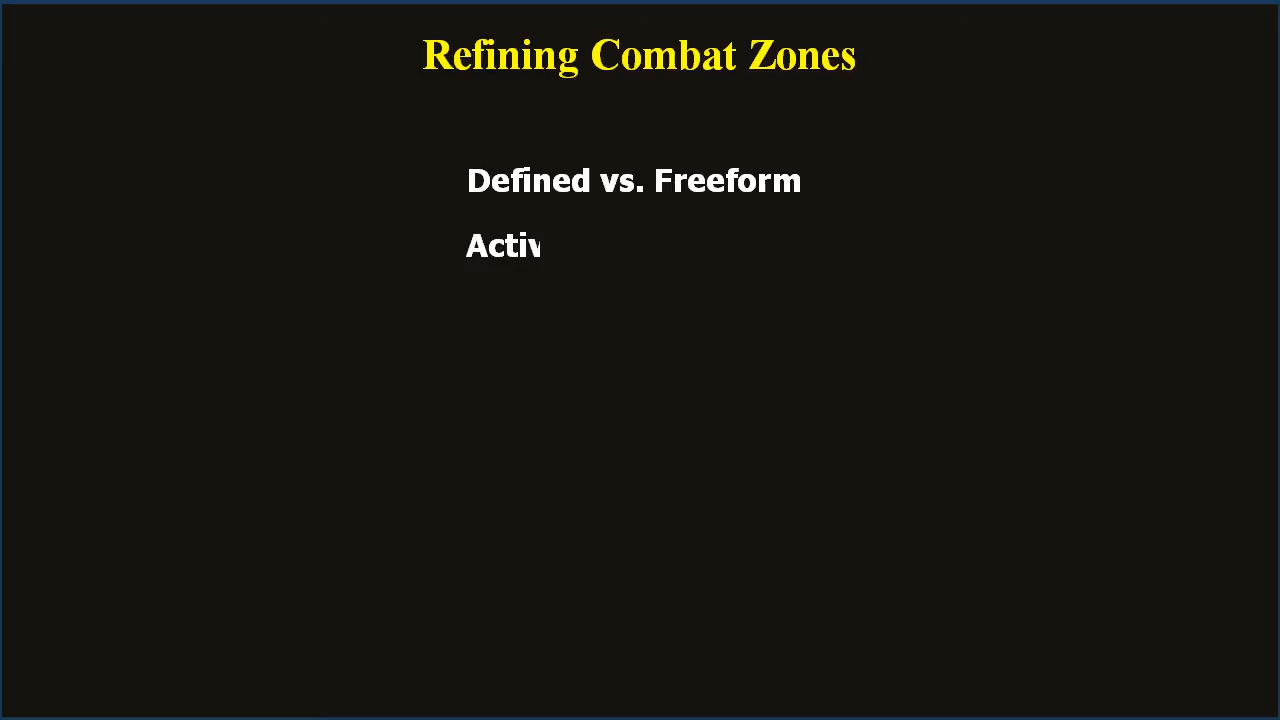 Refining Combat Zones
Defined vs. Freeform
Activ